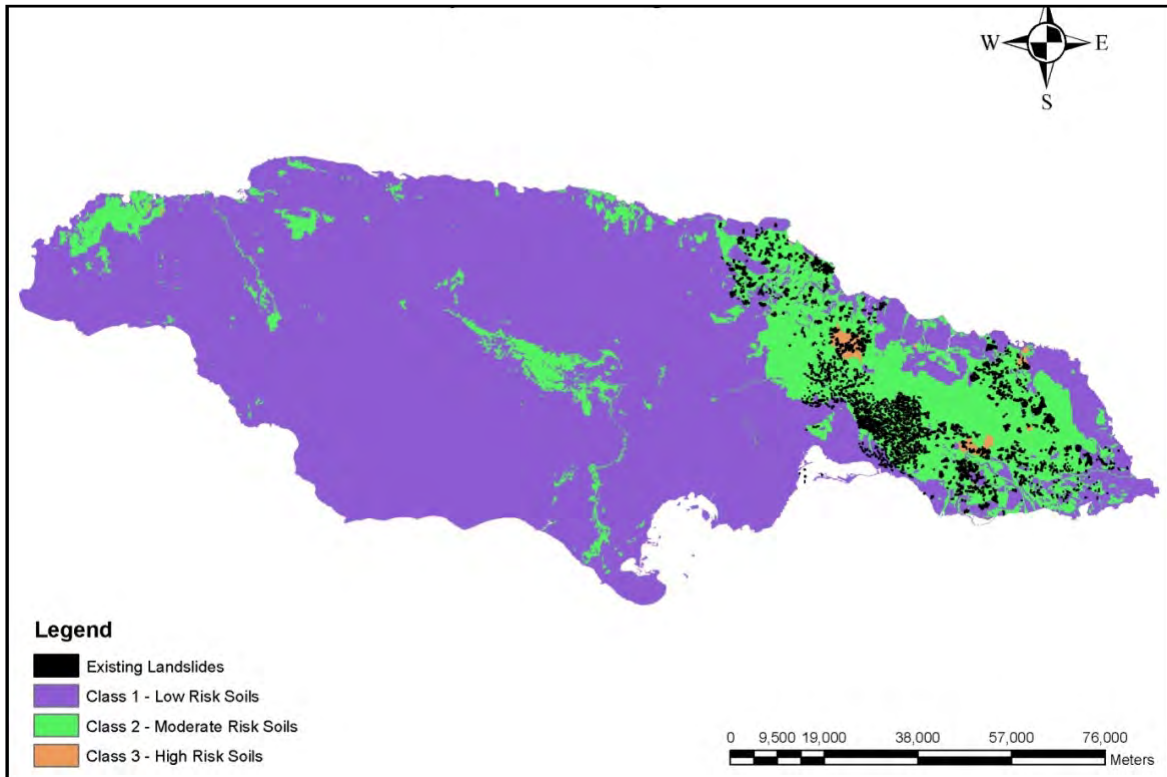 W
E
S
Legend
Existing Landslides
Class 1 - Low Risk Soils
Class 2 - Moderate Risk Soils
Class 3 - High Risk Soils
0 9,500 19,000 38,000 57,000 76,000
Meters